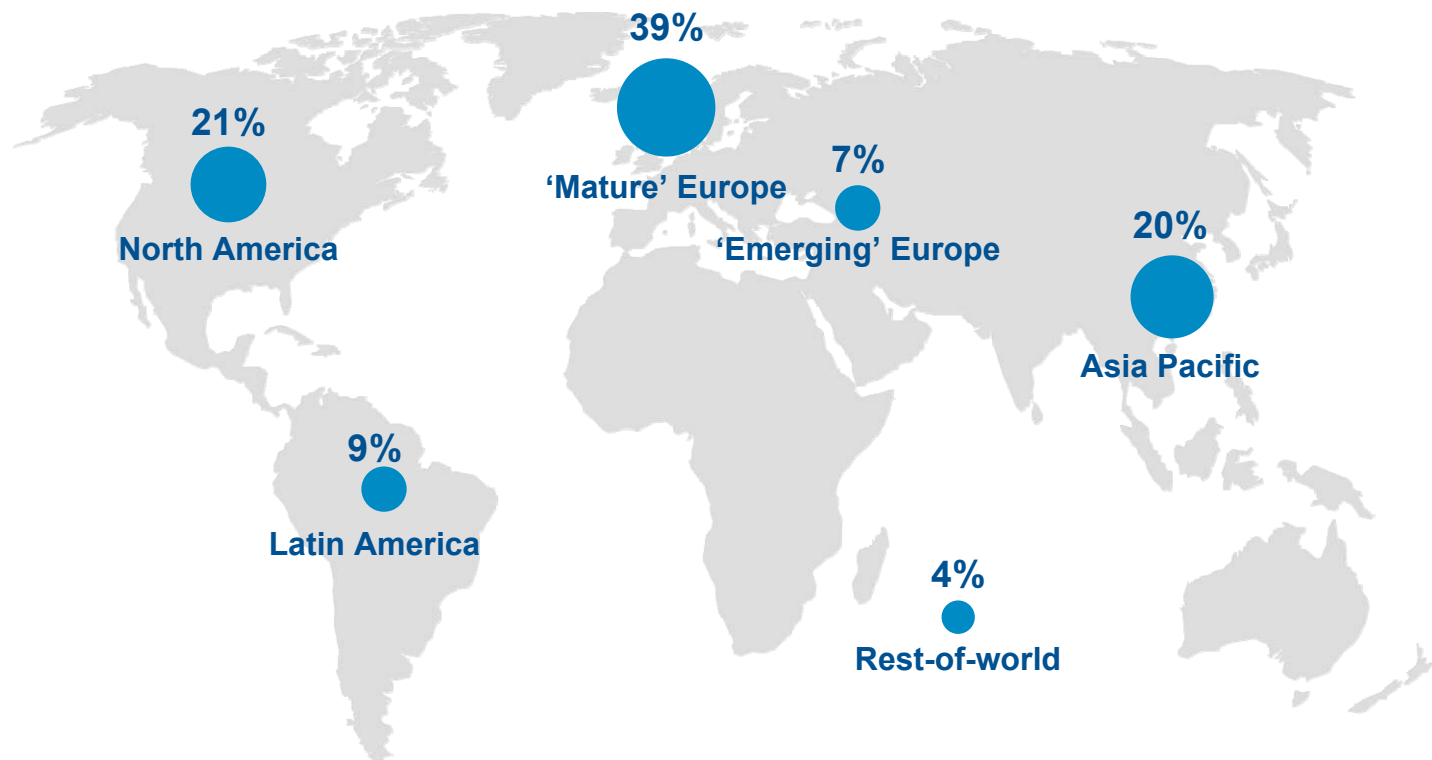 39%
‘Mature’ Europe
21%
North America
7%
‘Emerging’ Europe
20%
Asia Pacific
9%
Latin America
4%
Rest-of-world